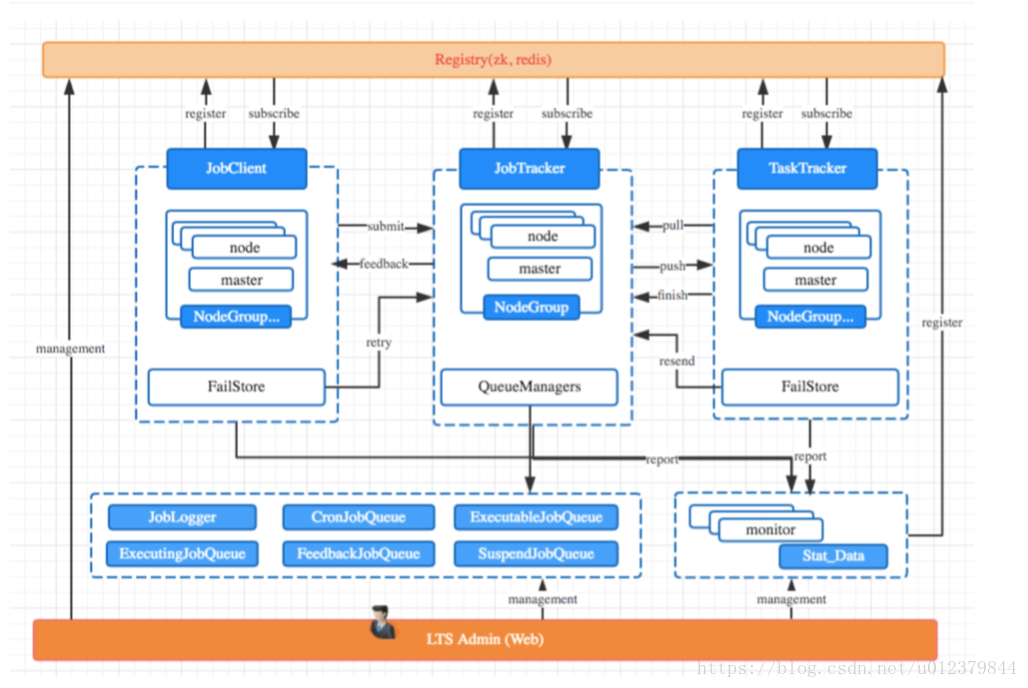 Registry(zk, redis)
register
subscribe
register
subscribe
register
subscribe
JobClient
JobTracker
TaskTracker
node
master
NodeGroup...
submit
feedback
node
master
NodeGroup
pull
push
finish
node
master
NodeGroup...
management
retry
resend
register
FailStore
QueueManagers
FailStore
report
report
JobLogger
CronJobQueue
ExecutableJobQueue
ExecutingJobQueue
FeedbackJobQueue
SuspendJobQueue
monitor
Stat_Data
management
management
LTS Admin (Web)
https://blog.csdn.net/u012379844